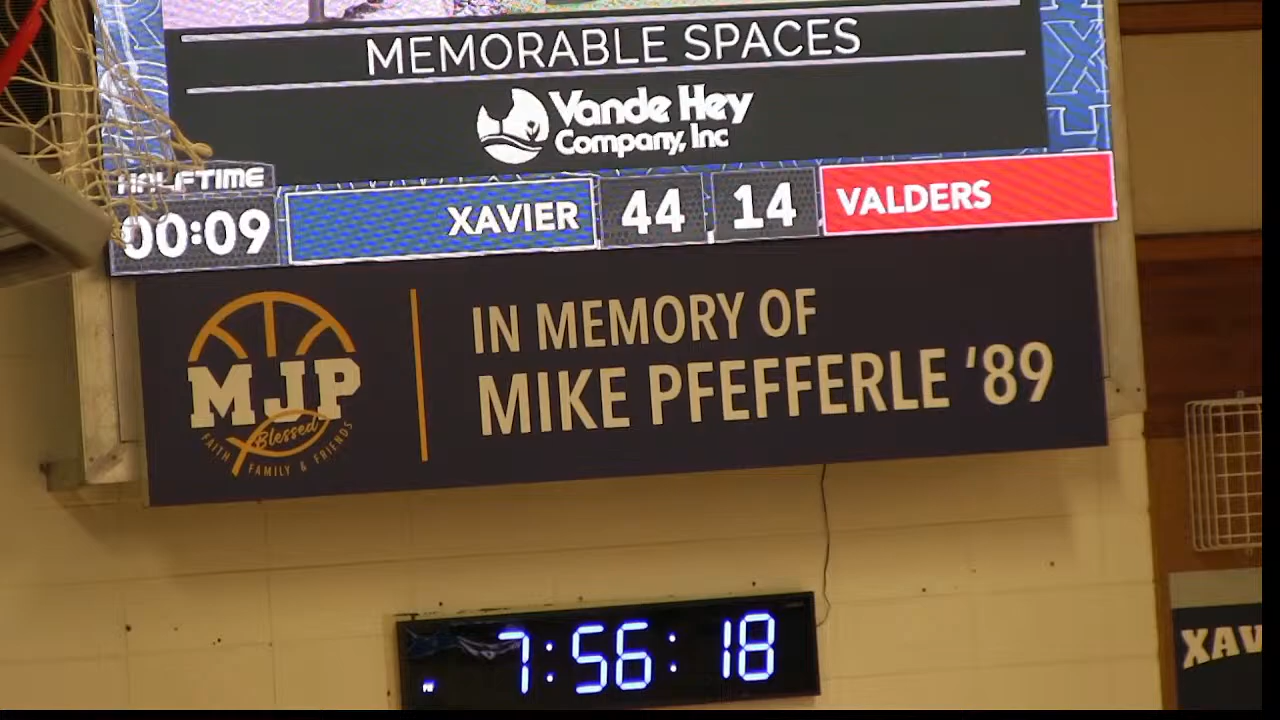 MEMORABLE SPACES
Vande Hey
Company, Inc
HALFTIME
00:09
XAVIER
44
14
VALDERS
MJP
Blessed
FAITH FAMILY & FRIENDS
IN MEMORY OF
MIKE PFEFFERLE '89
7:56:18
XAV